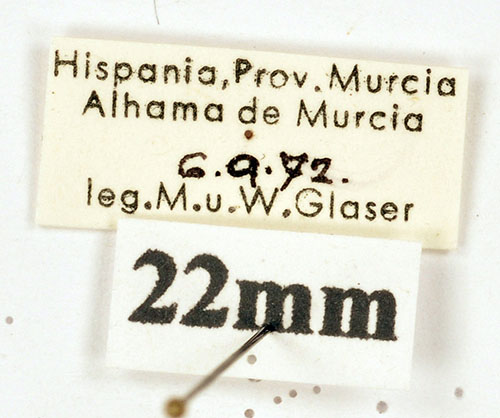 Hispania, Prov. Murcia
Alhama de Murcia
6.9.72.
leg. M. u. W. Glaser
22mm